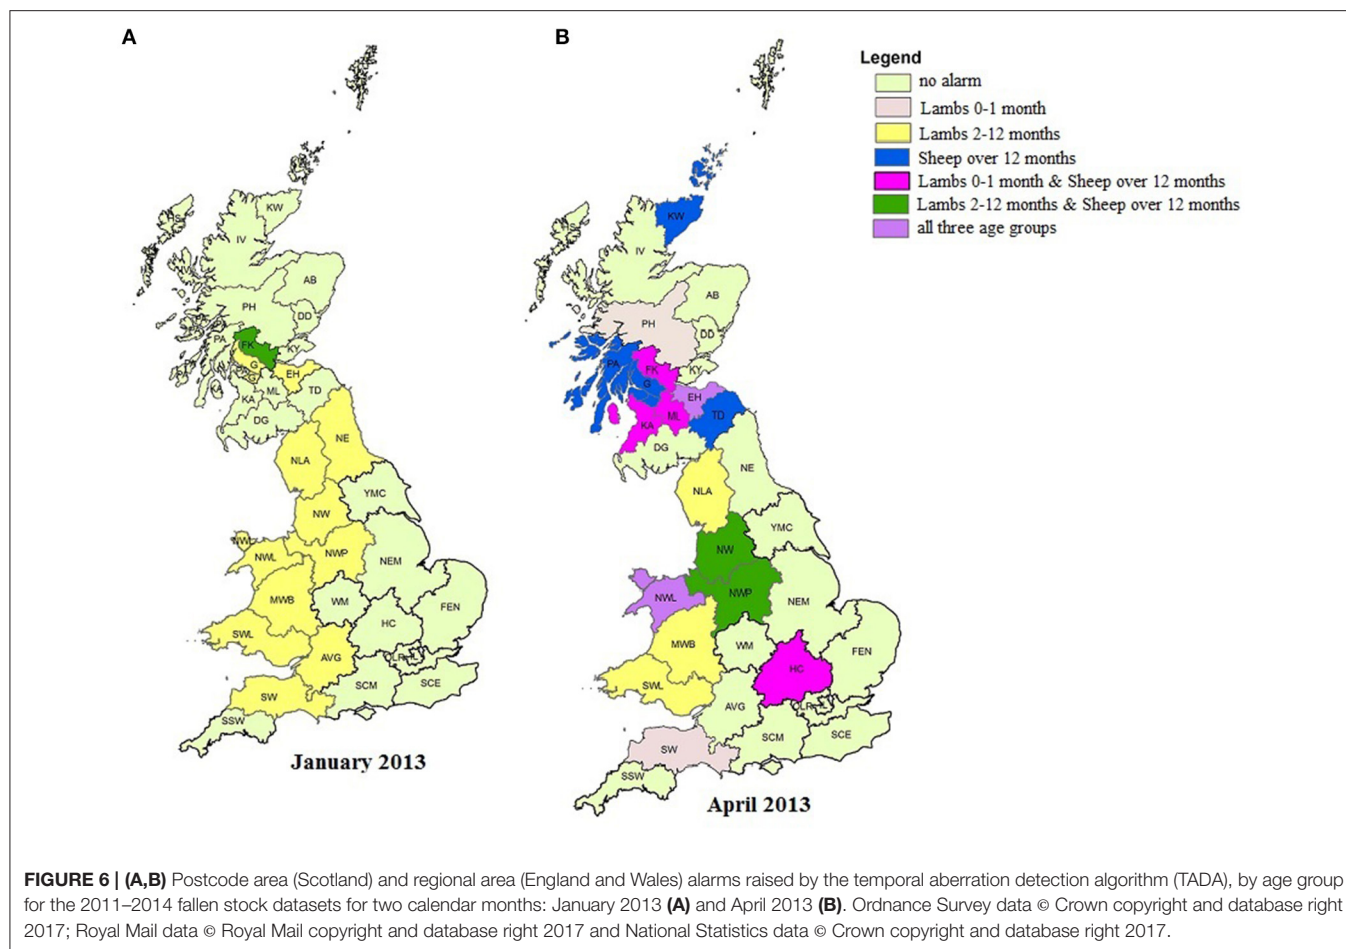 A
B
Legend
no alarm
Lambs 0-1 month
Lambs 2-12 months
Sheep over 12 months
Lambs 0-1 month & Sheep over 12 months
Lambs 2-12 months & Sheep over 12 months
all three age groups
HS
KW
IV
AB
PH
DD
PA
FK
KY
G
EH
KA
ML
TD
DG
NE
NLA
YMC
NW
NWL
NWL
NWP
NEM
MWB
WM
FEN
HC
SWL
AVG
SCM
SCE
SW
SSW
January 2013
KW
HS
IV
AB
PH
DD
PA
FK
KY
G
EH
ML
TD
KA
DG
NE
NLA
YMC
NW
NWL
NWP
NEM
MWB
WM
FEN
HC
SWL
AVG
SCM
SCE
SW
SSW
April 2013
FIGURE 6 | (A,B) Postcode area (Scotland) and regional area (England and Wales) alarms raised by the temporal aberration detection algorithm (TADA), by age group
for the 2011–2014 fallen stock datasets for two calendar months: January 2013 (A) and April 2013 (B). Ordnance Survey data © Crown copyright and database right
2017; Royal Mail data © Royal Mail copyright and database right 2017 and National Statistics data © Crown copyright and database right 2017.